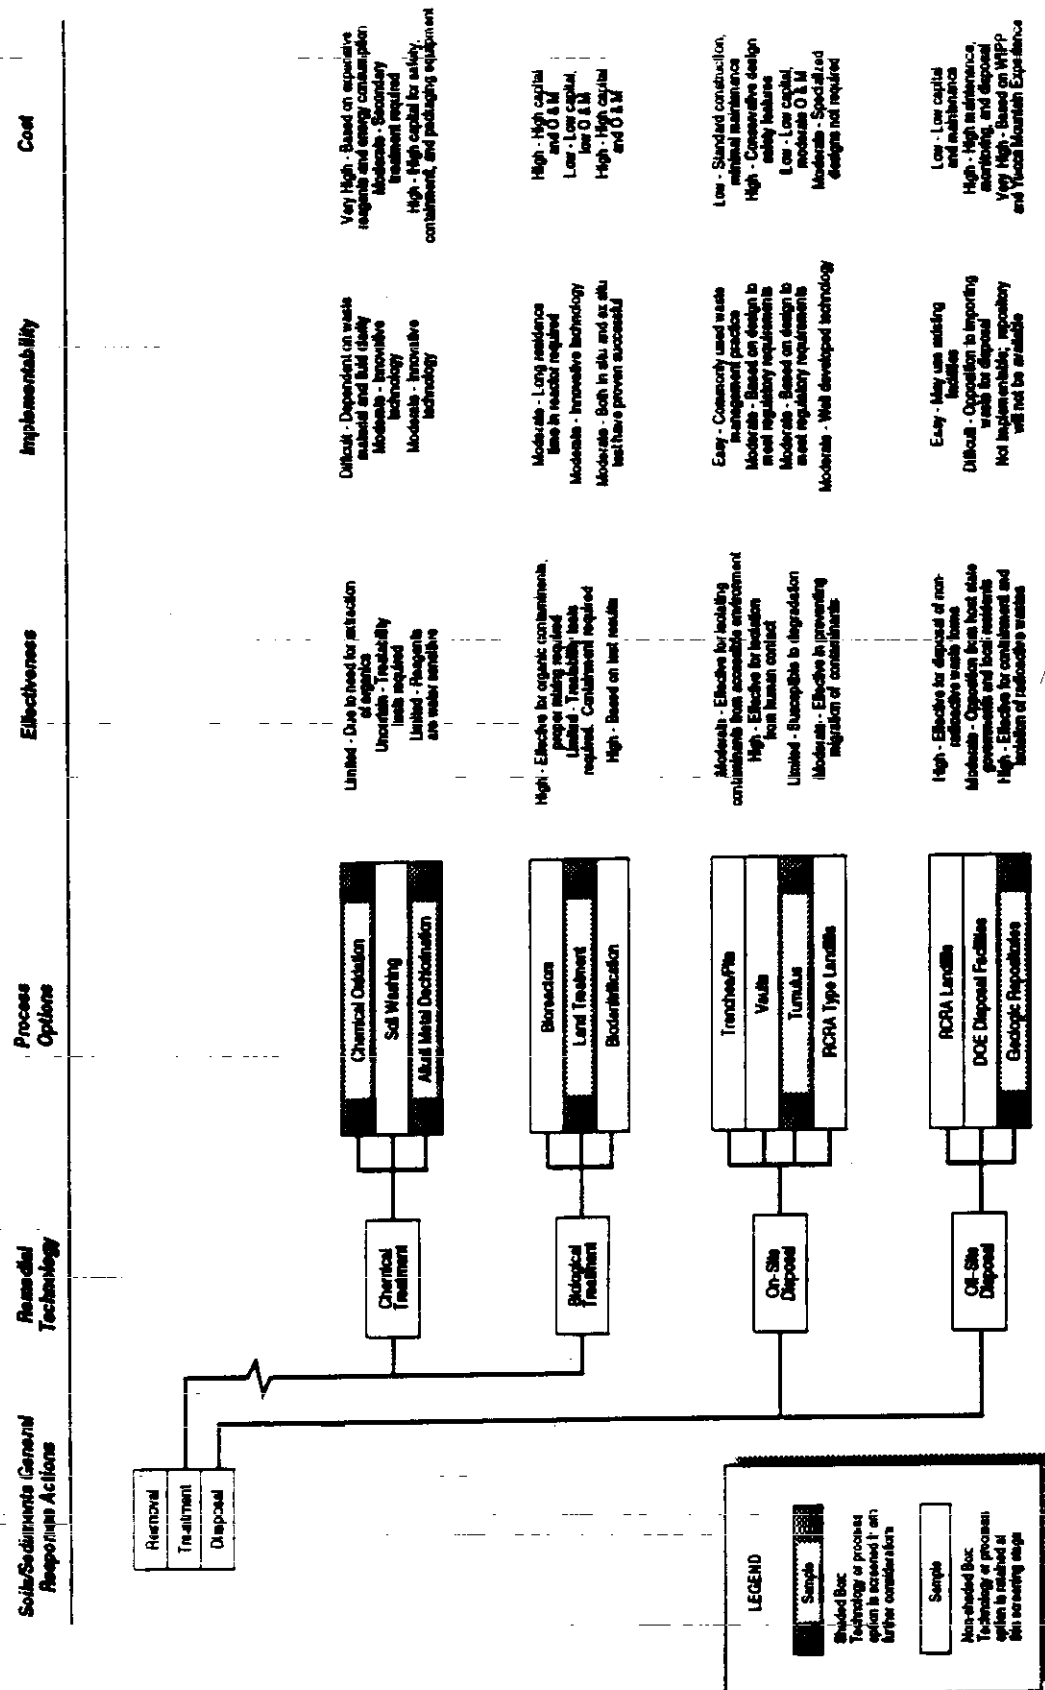 Soils/Sediments General
Response Actions
Remedial
Technology
Process
Options
Effectiveness
Implementability
Cost
Removal
Treatment
Disposal
Chemical
Treatment
Chemical Oxidation
Limited - Due to need for extraction
of organics
Difficult - Dependent on waste
material and fluid clarity
Very High - Based on expensive
reagents and energy consumption
Soil Washing
Uncertain - Treatability
tests required
Moderate - Innovative
technology
Moderate - Secondary
treatment required
Alkali Metal Dechlorination
Limited - Reagents
are water sensitive
Moderate - Innovative
technology
High - High capital for safety,
containment, and packaging equipment
Biological
Treatment
Bioreactors
High - Effective for organic contaminants,
proper mixing required
Moderate - Long residence
time in reactor required
High - High capital
and O & M
Land Treatment
Limited - Treatability tests
required. Containment required
Moderate - Innovative technology
Low - Low capital,
low O & M
Biodenitrification
High - Based on test results
Moderate - Both in situ and ex situ
test have proven successful
High - High capital
and O & M
On-Site
Disposal
Trenches/Pits
Moderate - Effective for isolating
contaminants from accessible environment
Easy - Commonly used waste
management practice
Low - Standard construction,
minimal maintenance
Vaults
High - Effective for isolation
from human contact
Moderate - Based on design to
meet regulatory requirements
High - Conservative design
safety features
Tumulus
Limited - Susceptible to degradation
Moderate - Based on design to
meet regulatory requirements
Low - Low capital,
moderate O & M
RCRA Type Landfills
Moderate - Effective in preventing
migration of contaminants
Moderate - Well developed technology
Moderate - Specialized
designs not required
Off-Site
Disposal
RCRA Landfills
High - Effective for disposal of non-
radioactive waste forms
Easy - May use existing
facilities
Low - Low capital
and maintenance
DOE Disposal Facilities
Moderate - Opposition from host state
governments and local residents
Difficult - Opposition to importing
waste for disposal
High - High maintenance,
monitoring, and disposal
Geologic Repositories
High - Effective for containment and
isolation of radioactive wastes
Not implementable; repository
will not be available
Very High - Based on WIPP
and Yucca Mountain Experience
LEGEND
Sample
Shaded Box:
Technology or process
option is screened from
further consideration
Sample
Non-shaded Box:
Technology or process
option is retained at
this screening stage